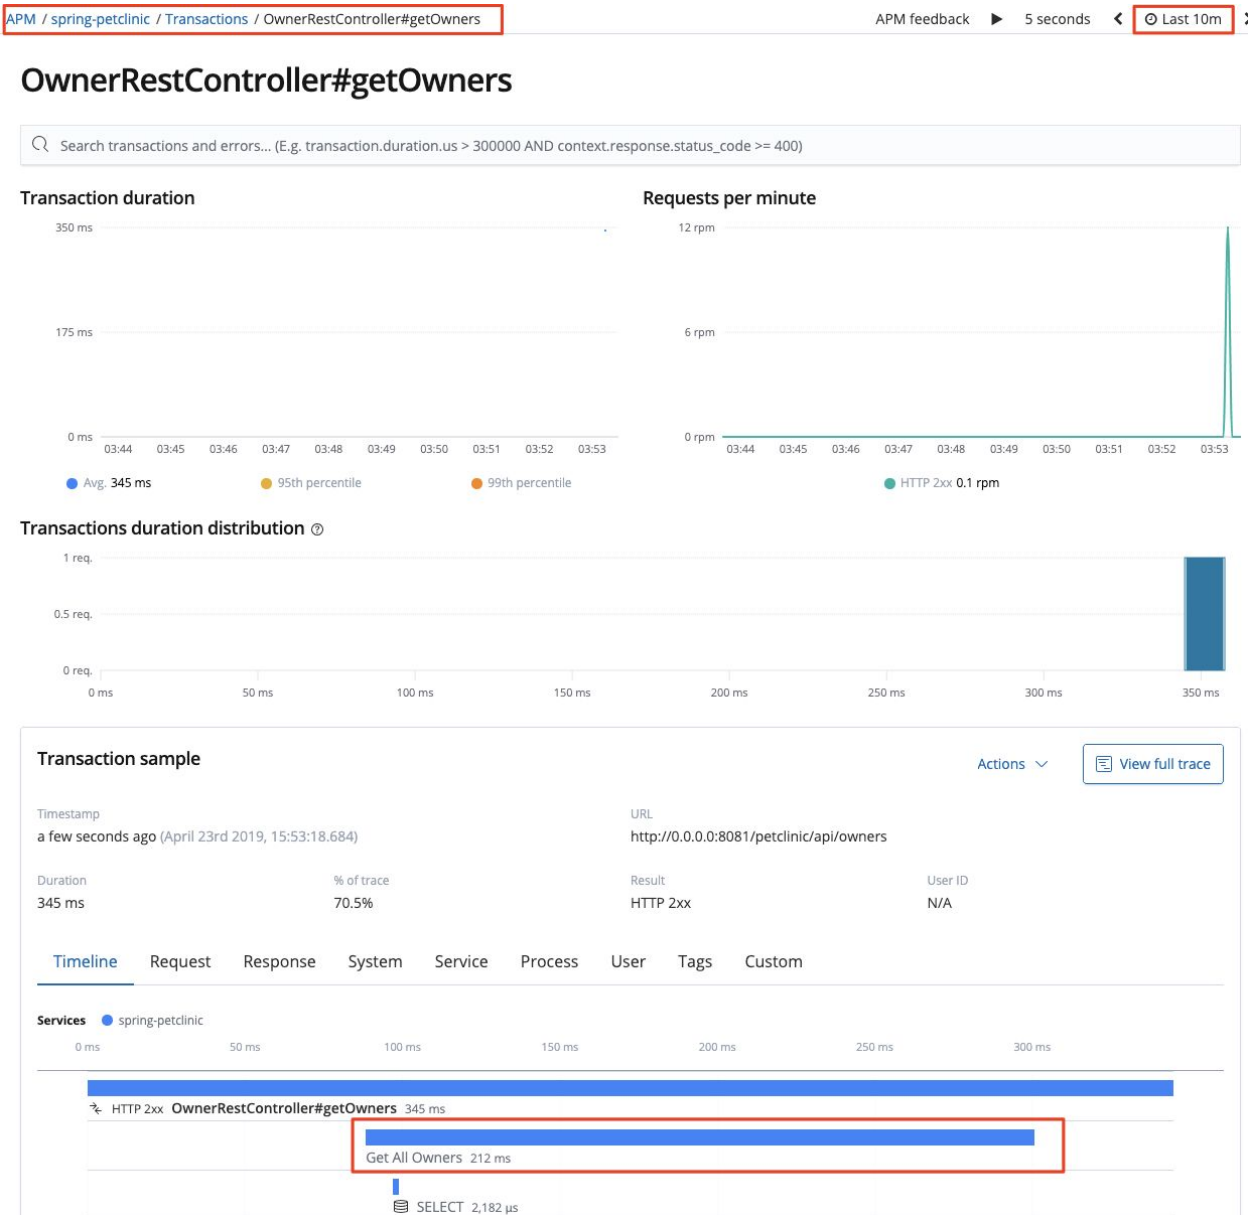 APM / spring-petclinic / Transactions / OwnerRestController#getOwners APM feedback 5 seconds Last 10m
OwnerRestController#getOwners
Search transactions and errors... (E.g. transaction.duration.us > 300000 AND context.response.status_code >= 400)
Transaction duration Requests per minute
350 ms 12 rpm
175 ms 6 rpm
0 ms 0 rpm
03:44 03:45 03:46 03:47 03:48 03:49 03:50 03:51 03:52 03:53 03:44 03:45 03:46 03:47 03:48 03:49 03:50 03:51 03:52 03:53
Avg. 345 ms 95th percentile 99th percentile HTTP 2xx 0.1 rpm
Transactions duration distribution
1 req.
0.5 req.
0 req.
0 ms 50 ms 100 ms 150 ms 200 ms 250 ms 300 ms 350 ms
Transaction sample Actions View full trace
Timestamp URL
a few seconds ago (April 23rd 2019, 15:53:18.684) http://0.0.0.0:8081/petclinic/api/owners
Duration % of trace Result User ID
345 ms 70.5% HTTP 2xx N/A
Timeline Request Response System Service Process User Tags Custom
Services spring-petclinic
0 ms 50 ms 100 ms 150 ms 200 ms 250 ms 300 ms
HTTP 2xx OwnerRestController#getOwners 345 ms
Get All Owners 212 ms
SELECT 2,182 μs